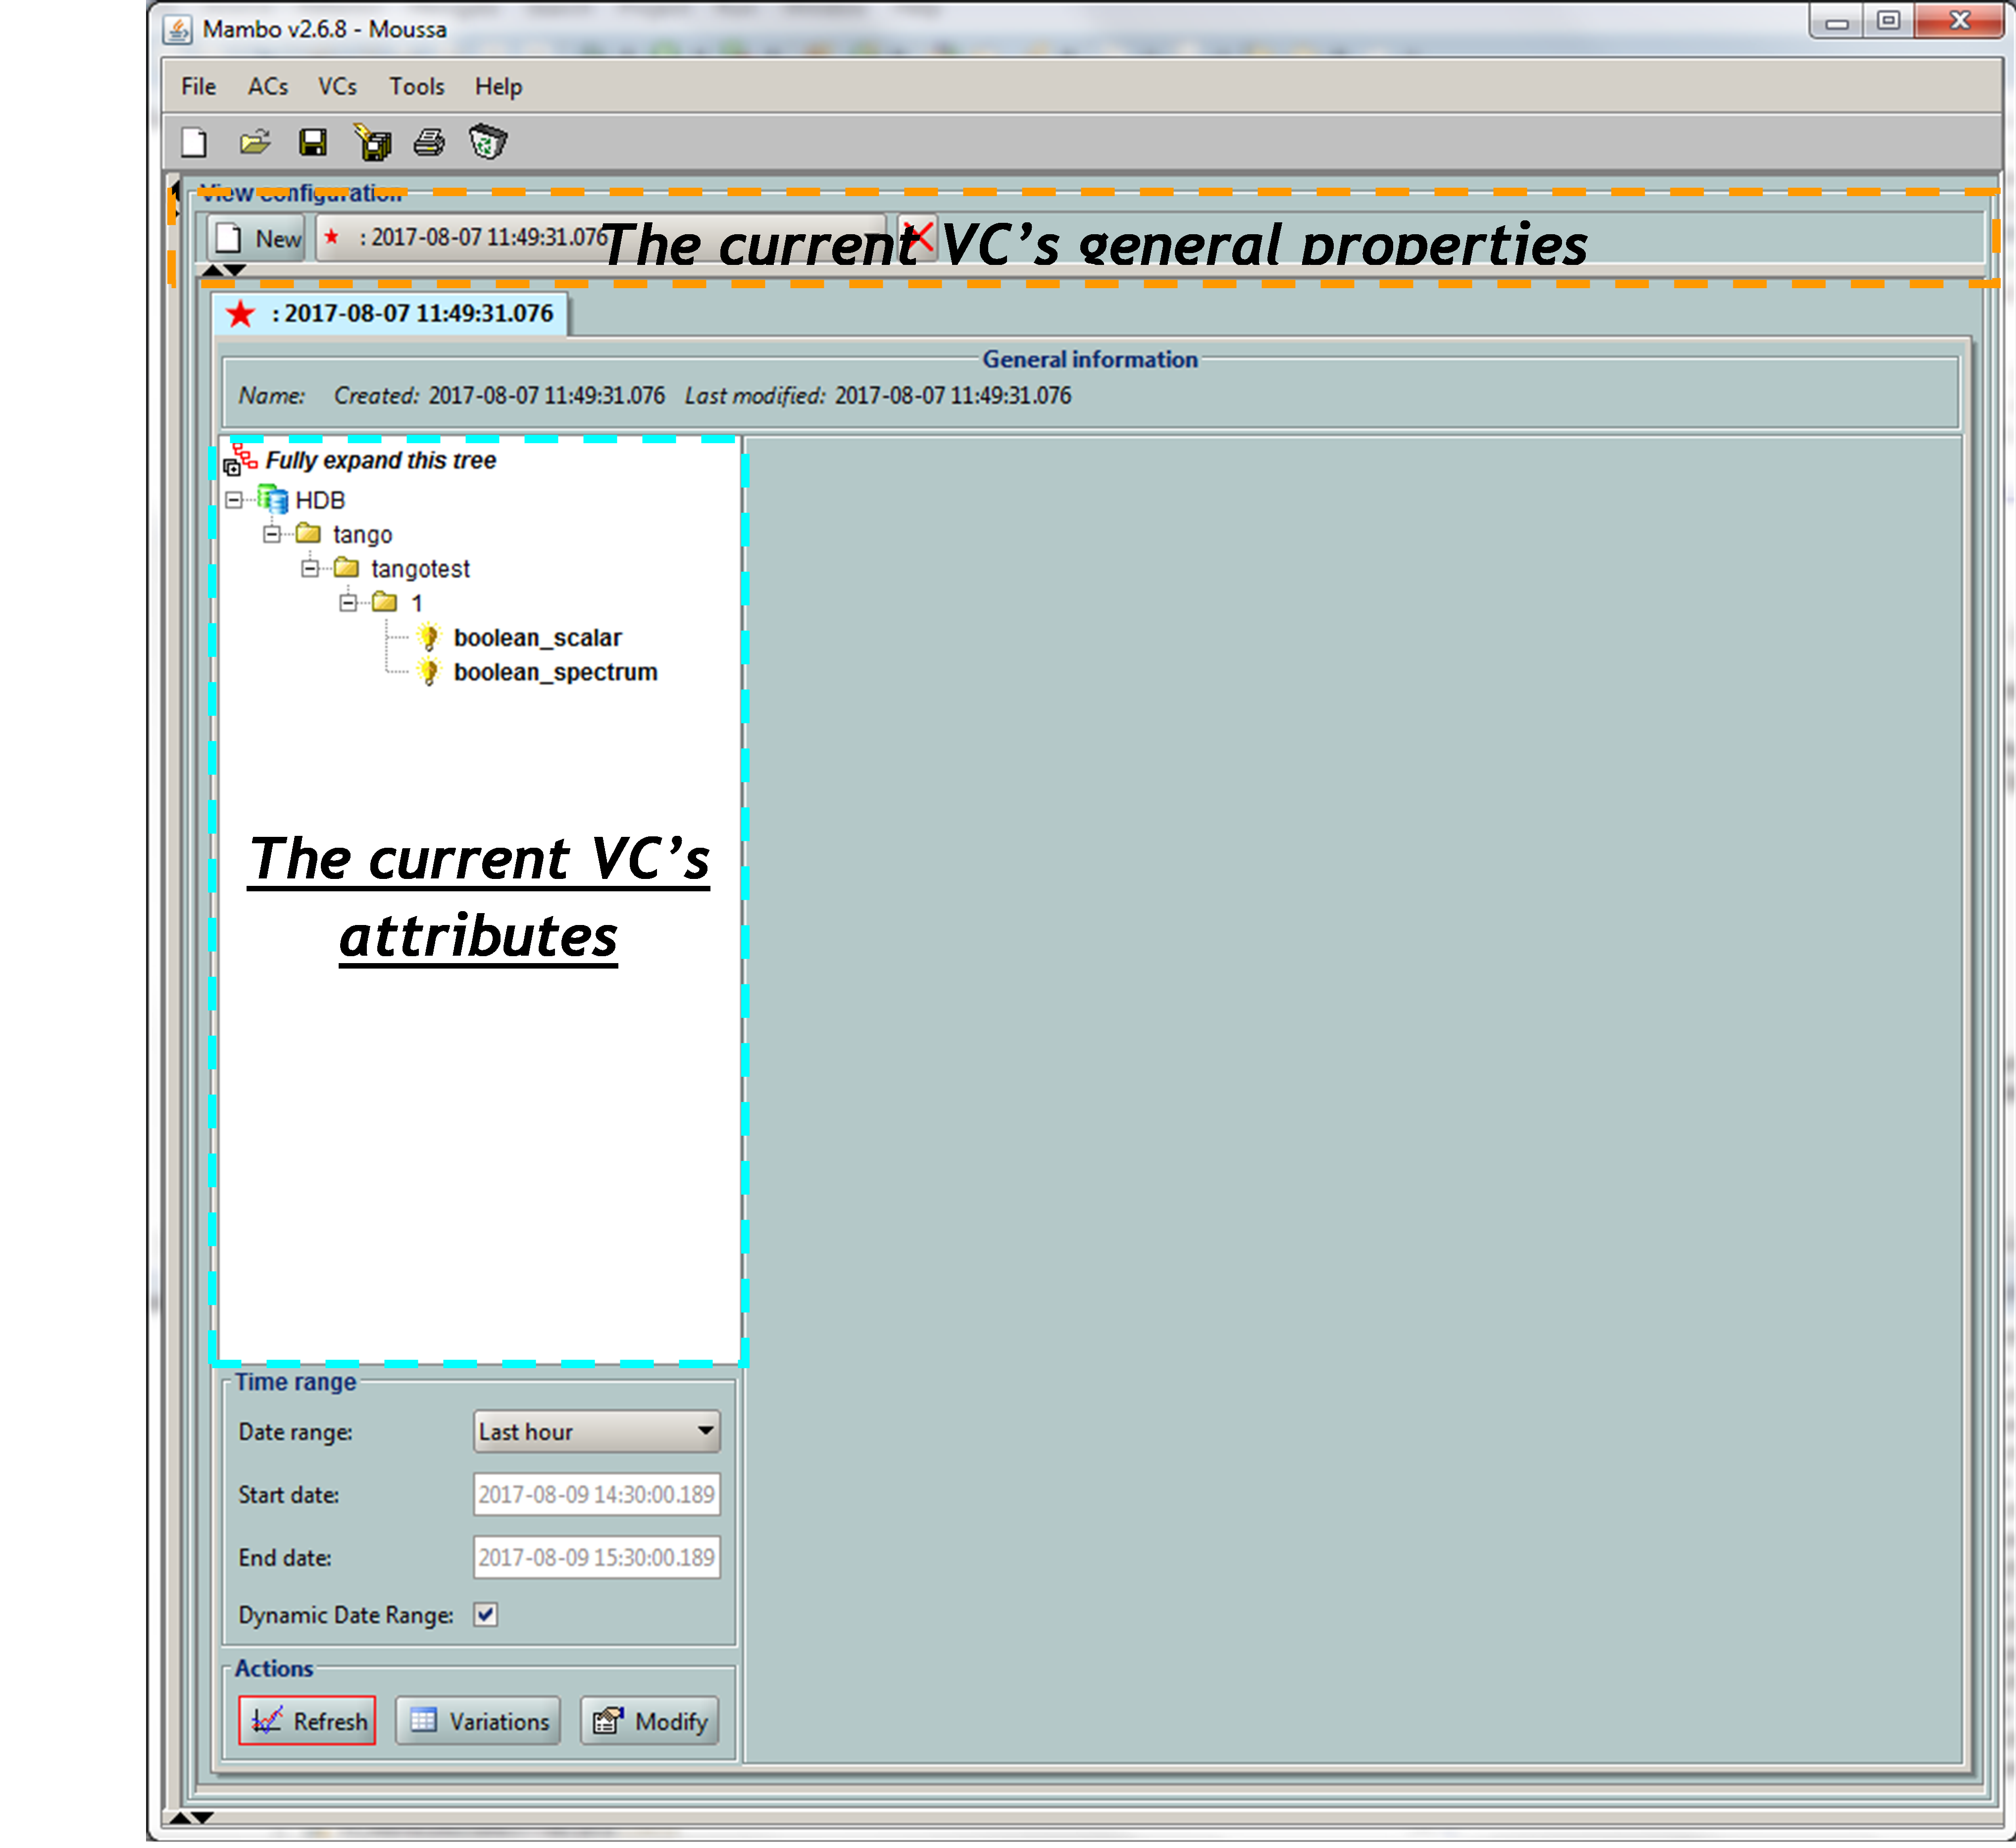 Mambo v2.6.8 - Moussa
File ACs VCs Tools Help
View configuration
New : 2017-08-07 11:49:31.076
The current VC's general properties
: 2017-08-07 11:49:31.076
General information
Name: Created: 2017-08-07 11:49:31.076 Last modified: 2017-08-07 11:49:31.076
Fully expand this tree
HDB
tango
tangotest
1
boolean_scalar
boolean_spectrum
The current VC's
attributes
Time range
Date range: Last hour
Start date: 2017-08-09 14:30:00.189
End date: 2017-08-09 15:30:00.189
Dynamic Date Range:
Actions
Refresh Variations Modify